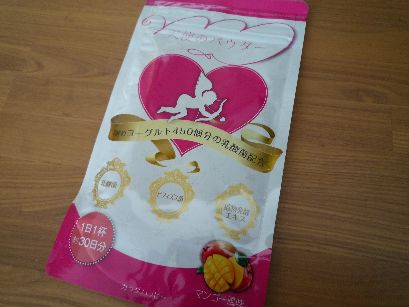 天使のパウダー
ヨーグルト450部分の乳酸菌配合
乳酸菌
ビフィズス菌
植物発酵
エキス
1日1杯
約30日分
マンゴー風味